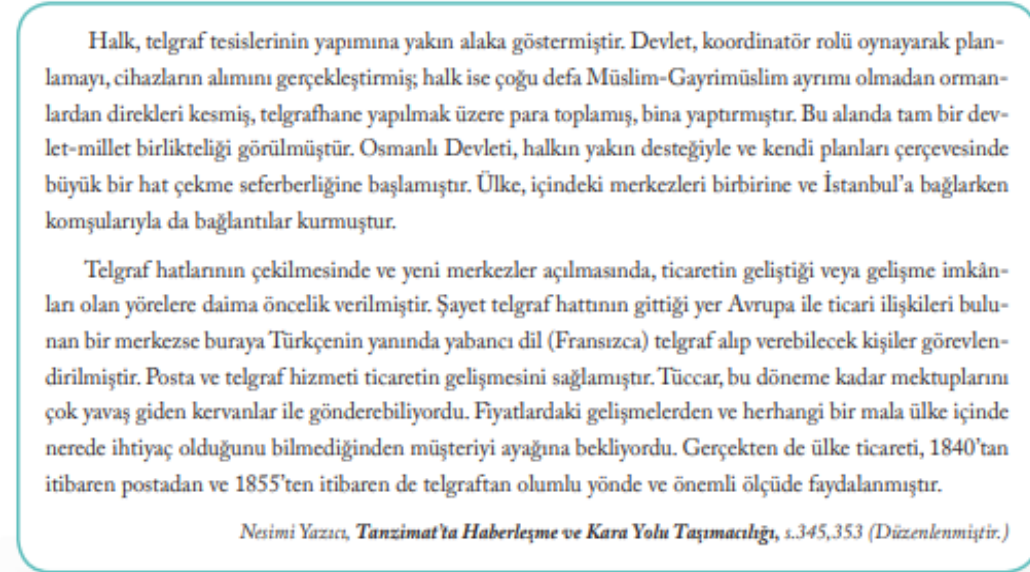 Halk, telgraf tesislerinin yapımına yakın alaka göstermiştir. Devlet, koordinatör rolü oynayarak plan-
lamayı, cihazların alımını gerçekleştirmiş; halk ise çoğu defa Müslim-Gayrimüslim ayrımı olmadan orman-
lardan direkleri kesmiş, telgrafhane yapılmak üzere para toplamış, bina yaptırmıştır. Bu alanda tam bir dev-
let-millet birlikteliği görülmüştür. Osmanlı Devleti, halkın yakın desteğiyle ve kendi planları çerçevesinde
büyük bir hat çekme seferberliğine başlamıştır. Ülke, içindeki merkezleri birbirine ve İstanbul'a bağlarken
komşularıyla da bağlantılar kurmuştur.
Telgraf hatlarının çekilmesinde ve yeni merkezler açılmasında, ticaretin geliştiği veya gelişme imkân-
ları olan yörelere daima öncelik verilmiştir. Şayet telgraf hattının gittiği yer Avrupa ile ticari ilişkileri bulu-
nan bir merkezse buraya Türkçenin yanında yabancı dil (Fransızca) telgraf alıp verebilecek kişiler görevlen-
dirilmiştir. Posta ve telgraf hizmeti ticaretin gelişmesini sağlamıştır. Tüccar, bu döneme kadar mektuplarını
çok yavaş giden kervanlar ile gönderebiliyordu. Fiyatlardaki gelişmelerden ve herhangi bir mala ülke içinde
nerede ihtiyaç olduğunu bilmediğinden müşteriyi ayağına bekliyordu. Gerçekten de ülke ticareti, 1840'tan
itibaren postadan ve 1855'ten itibaren de telgraftan olumlu yönde ve önemli ölçüde faydalanmıştır.
Nesimi Yazıcı, Tanzimat'ta Haberleşme ve Kara Yolu Taşımacılığı, s.345,353 (Düzenlenmiştir.)